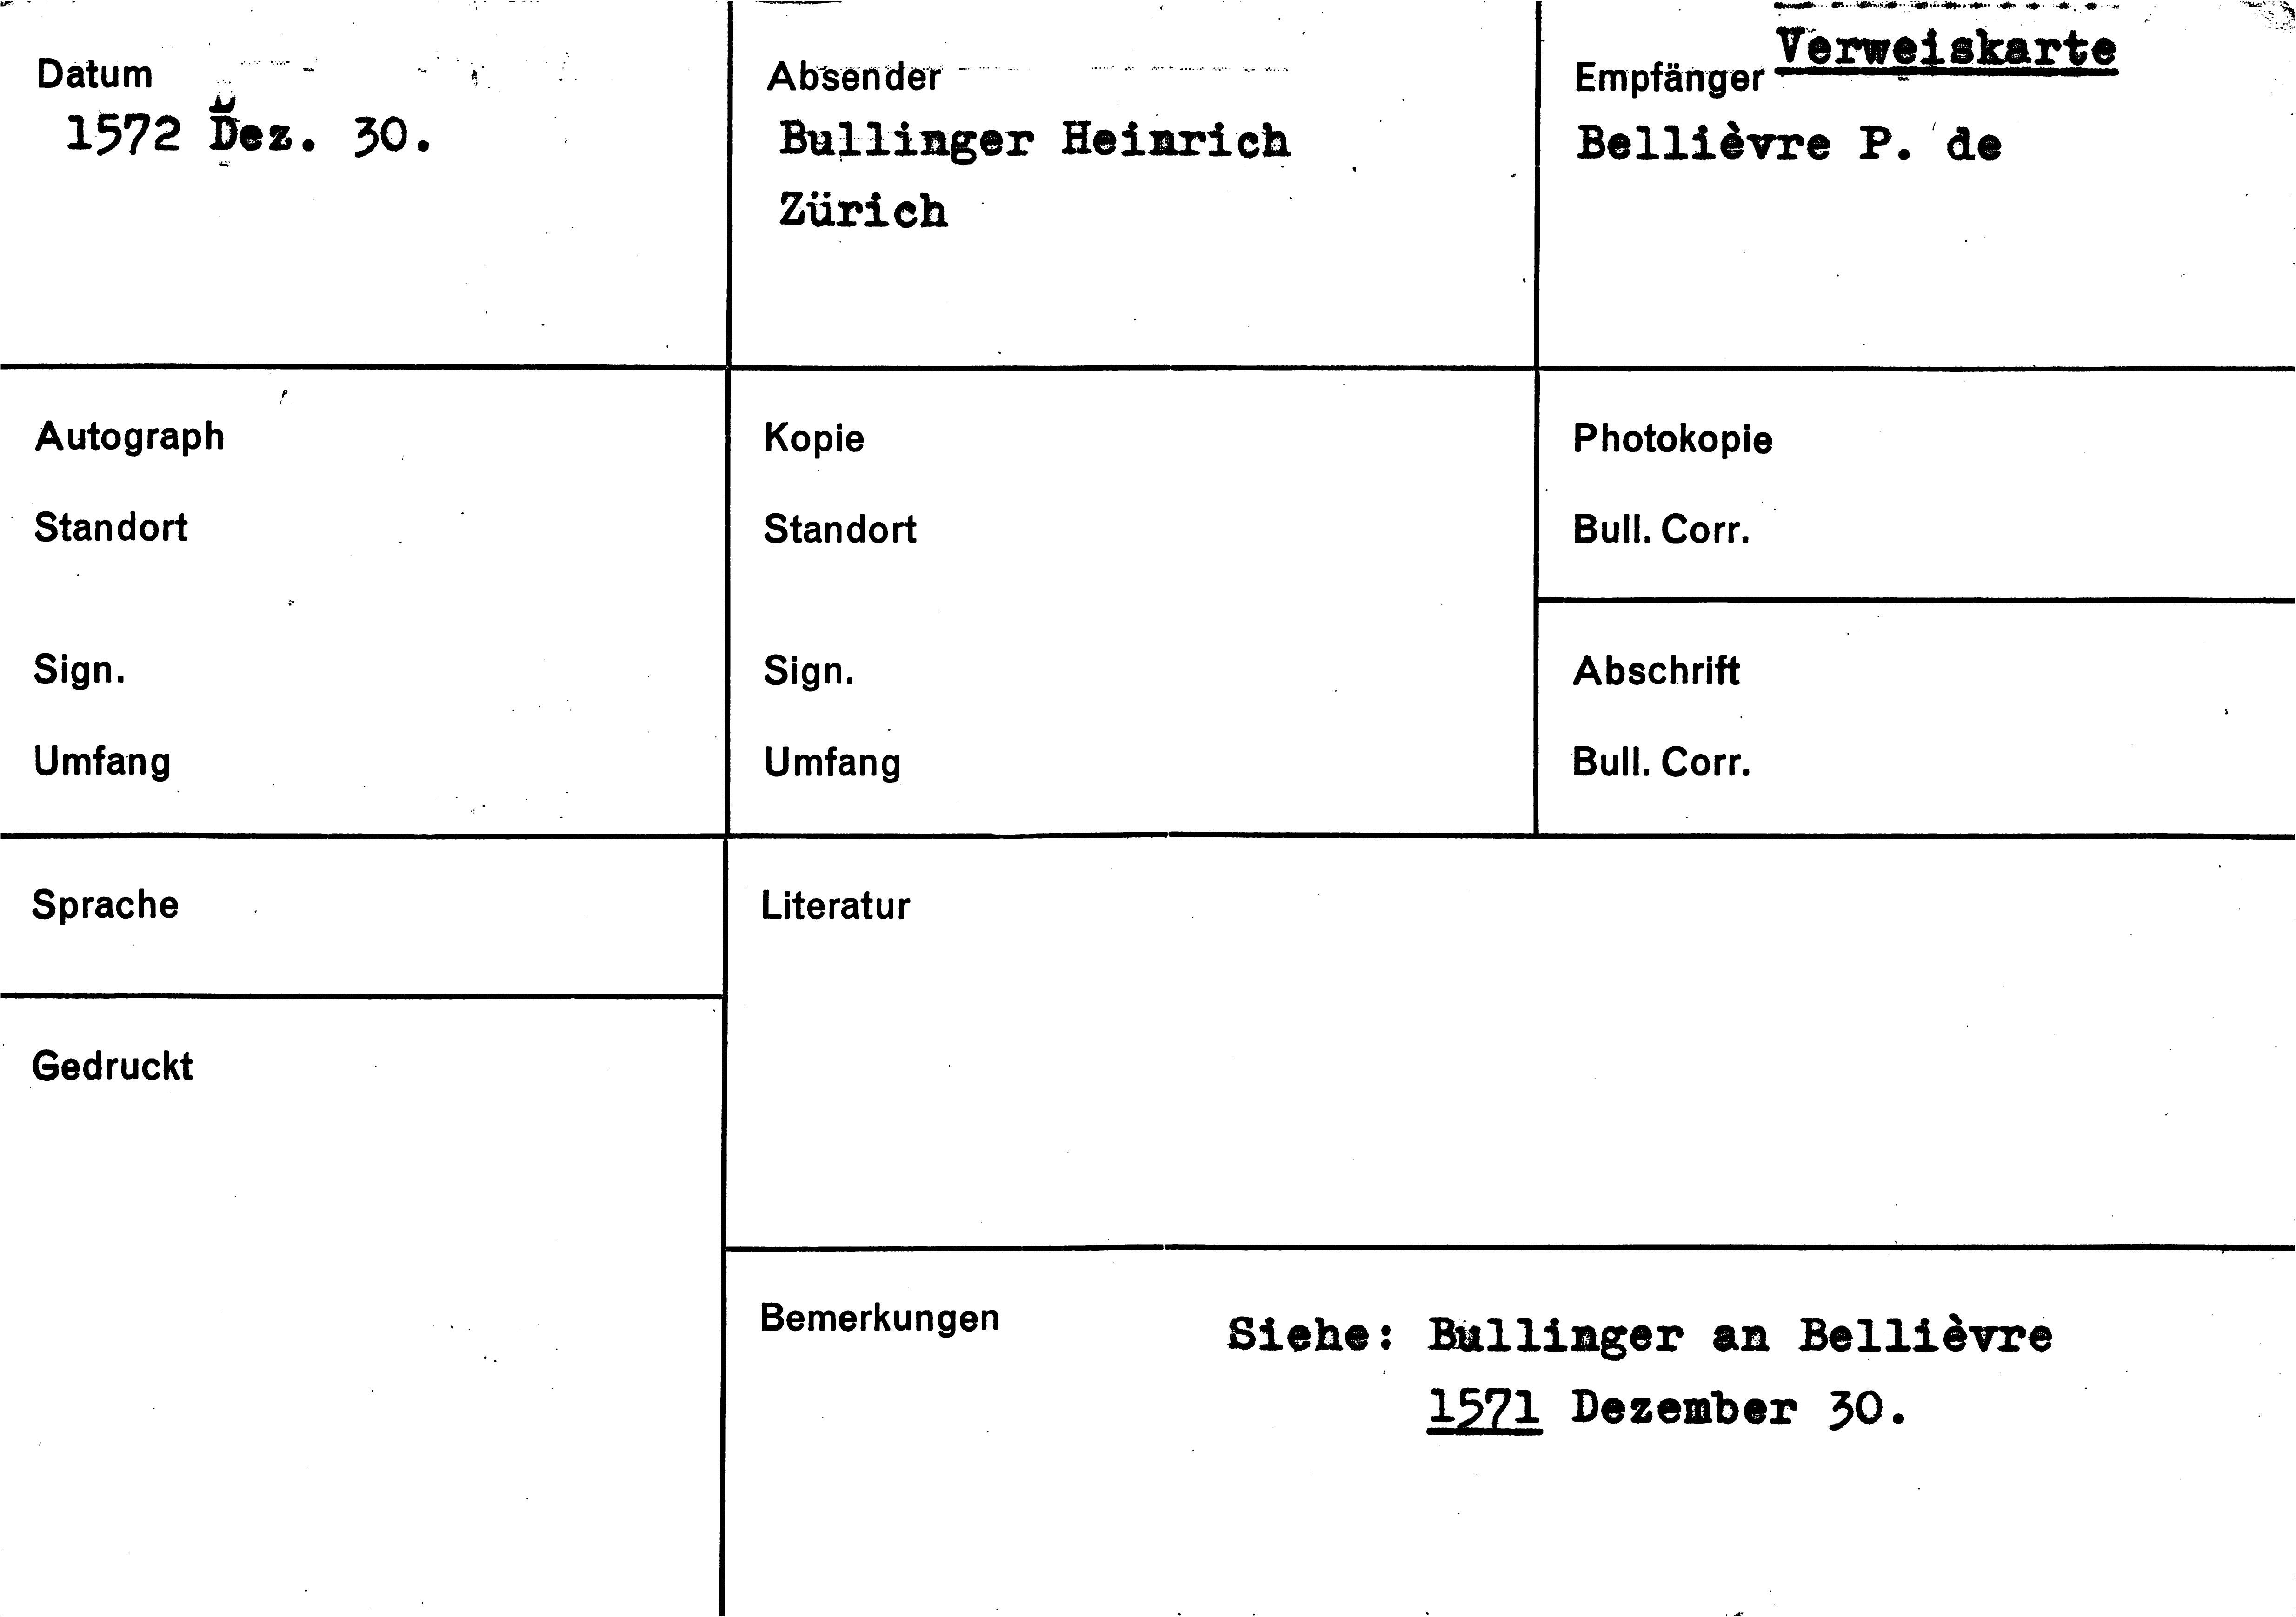 Verweiskarte
Datum
1572 Dez. 30.
Absender
Bullinger Heinrich
Zürich
Empfänger
Bellièvre P. de
Autograph
Standort
Sign.
Umfang
Kopie
Standort
Sign.
Umfang
Photokopie
Bull. Corr.
Abschrift
Bull. Corr.
Sprache
Gedruckt
Literatur
Bemerkungen
Siehe: Bullinger an Bellièvre
1571 Dezember 30.